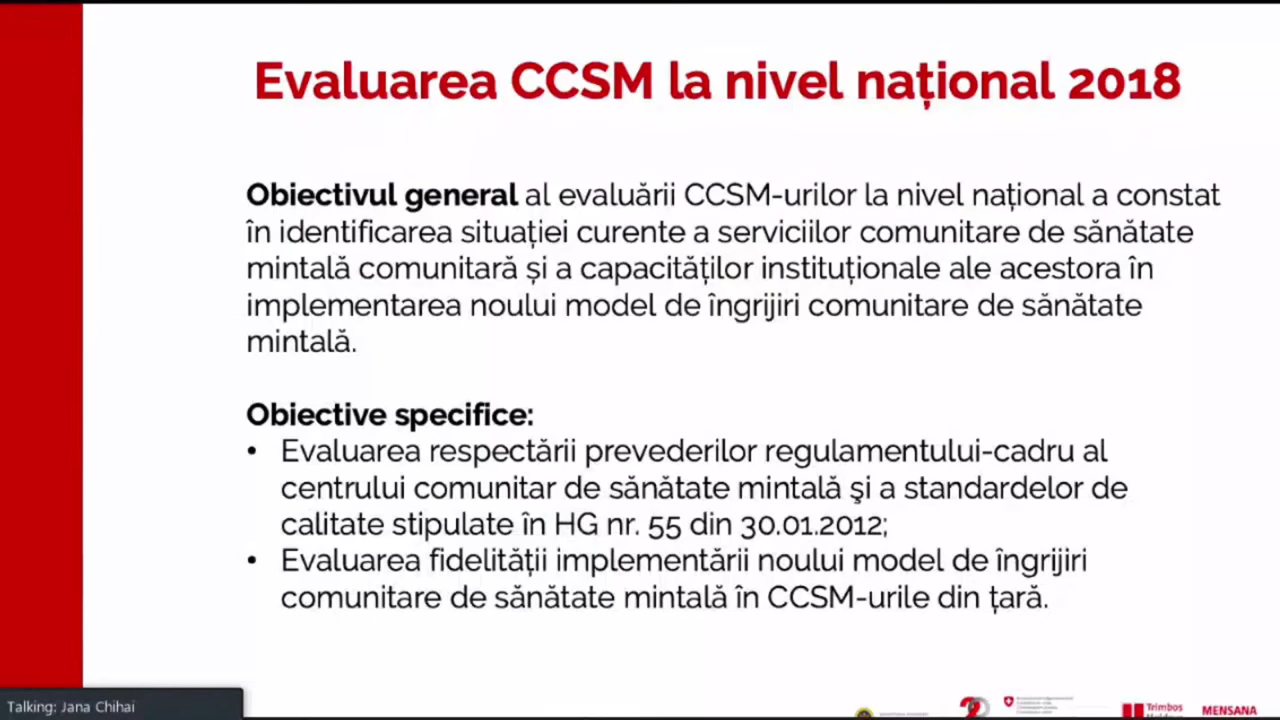 Evaluarea CCSM la nivel național 2018
Obiectivul general al evaluării CCSM-urilor la nivel național a constat
în identificarea situației curente a serviciilor comunitare de sănătate
mintală comunitară și a capacităților instituționale ale acestora în
implementarea noului model de îngrijiri comunitare de sănătate
mintală.
Obiective specifice:
• Evaluarea respectării prevederilor regulamentului-cadru al
centrului comunitar de sănătate mintală şi a standardelor de
calitate stipulate în HG nr. 55 din 30.01.2012;
• Evaluarea fidelității implementării noului model de îngrijiri
comunitare de sănătate mintală în CCSM-urile din țară.
Talking: Jana Chihai
Trimbos
MENSANA